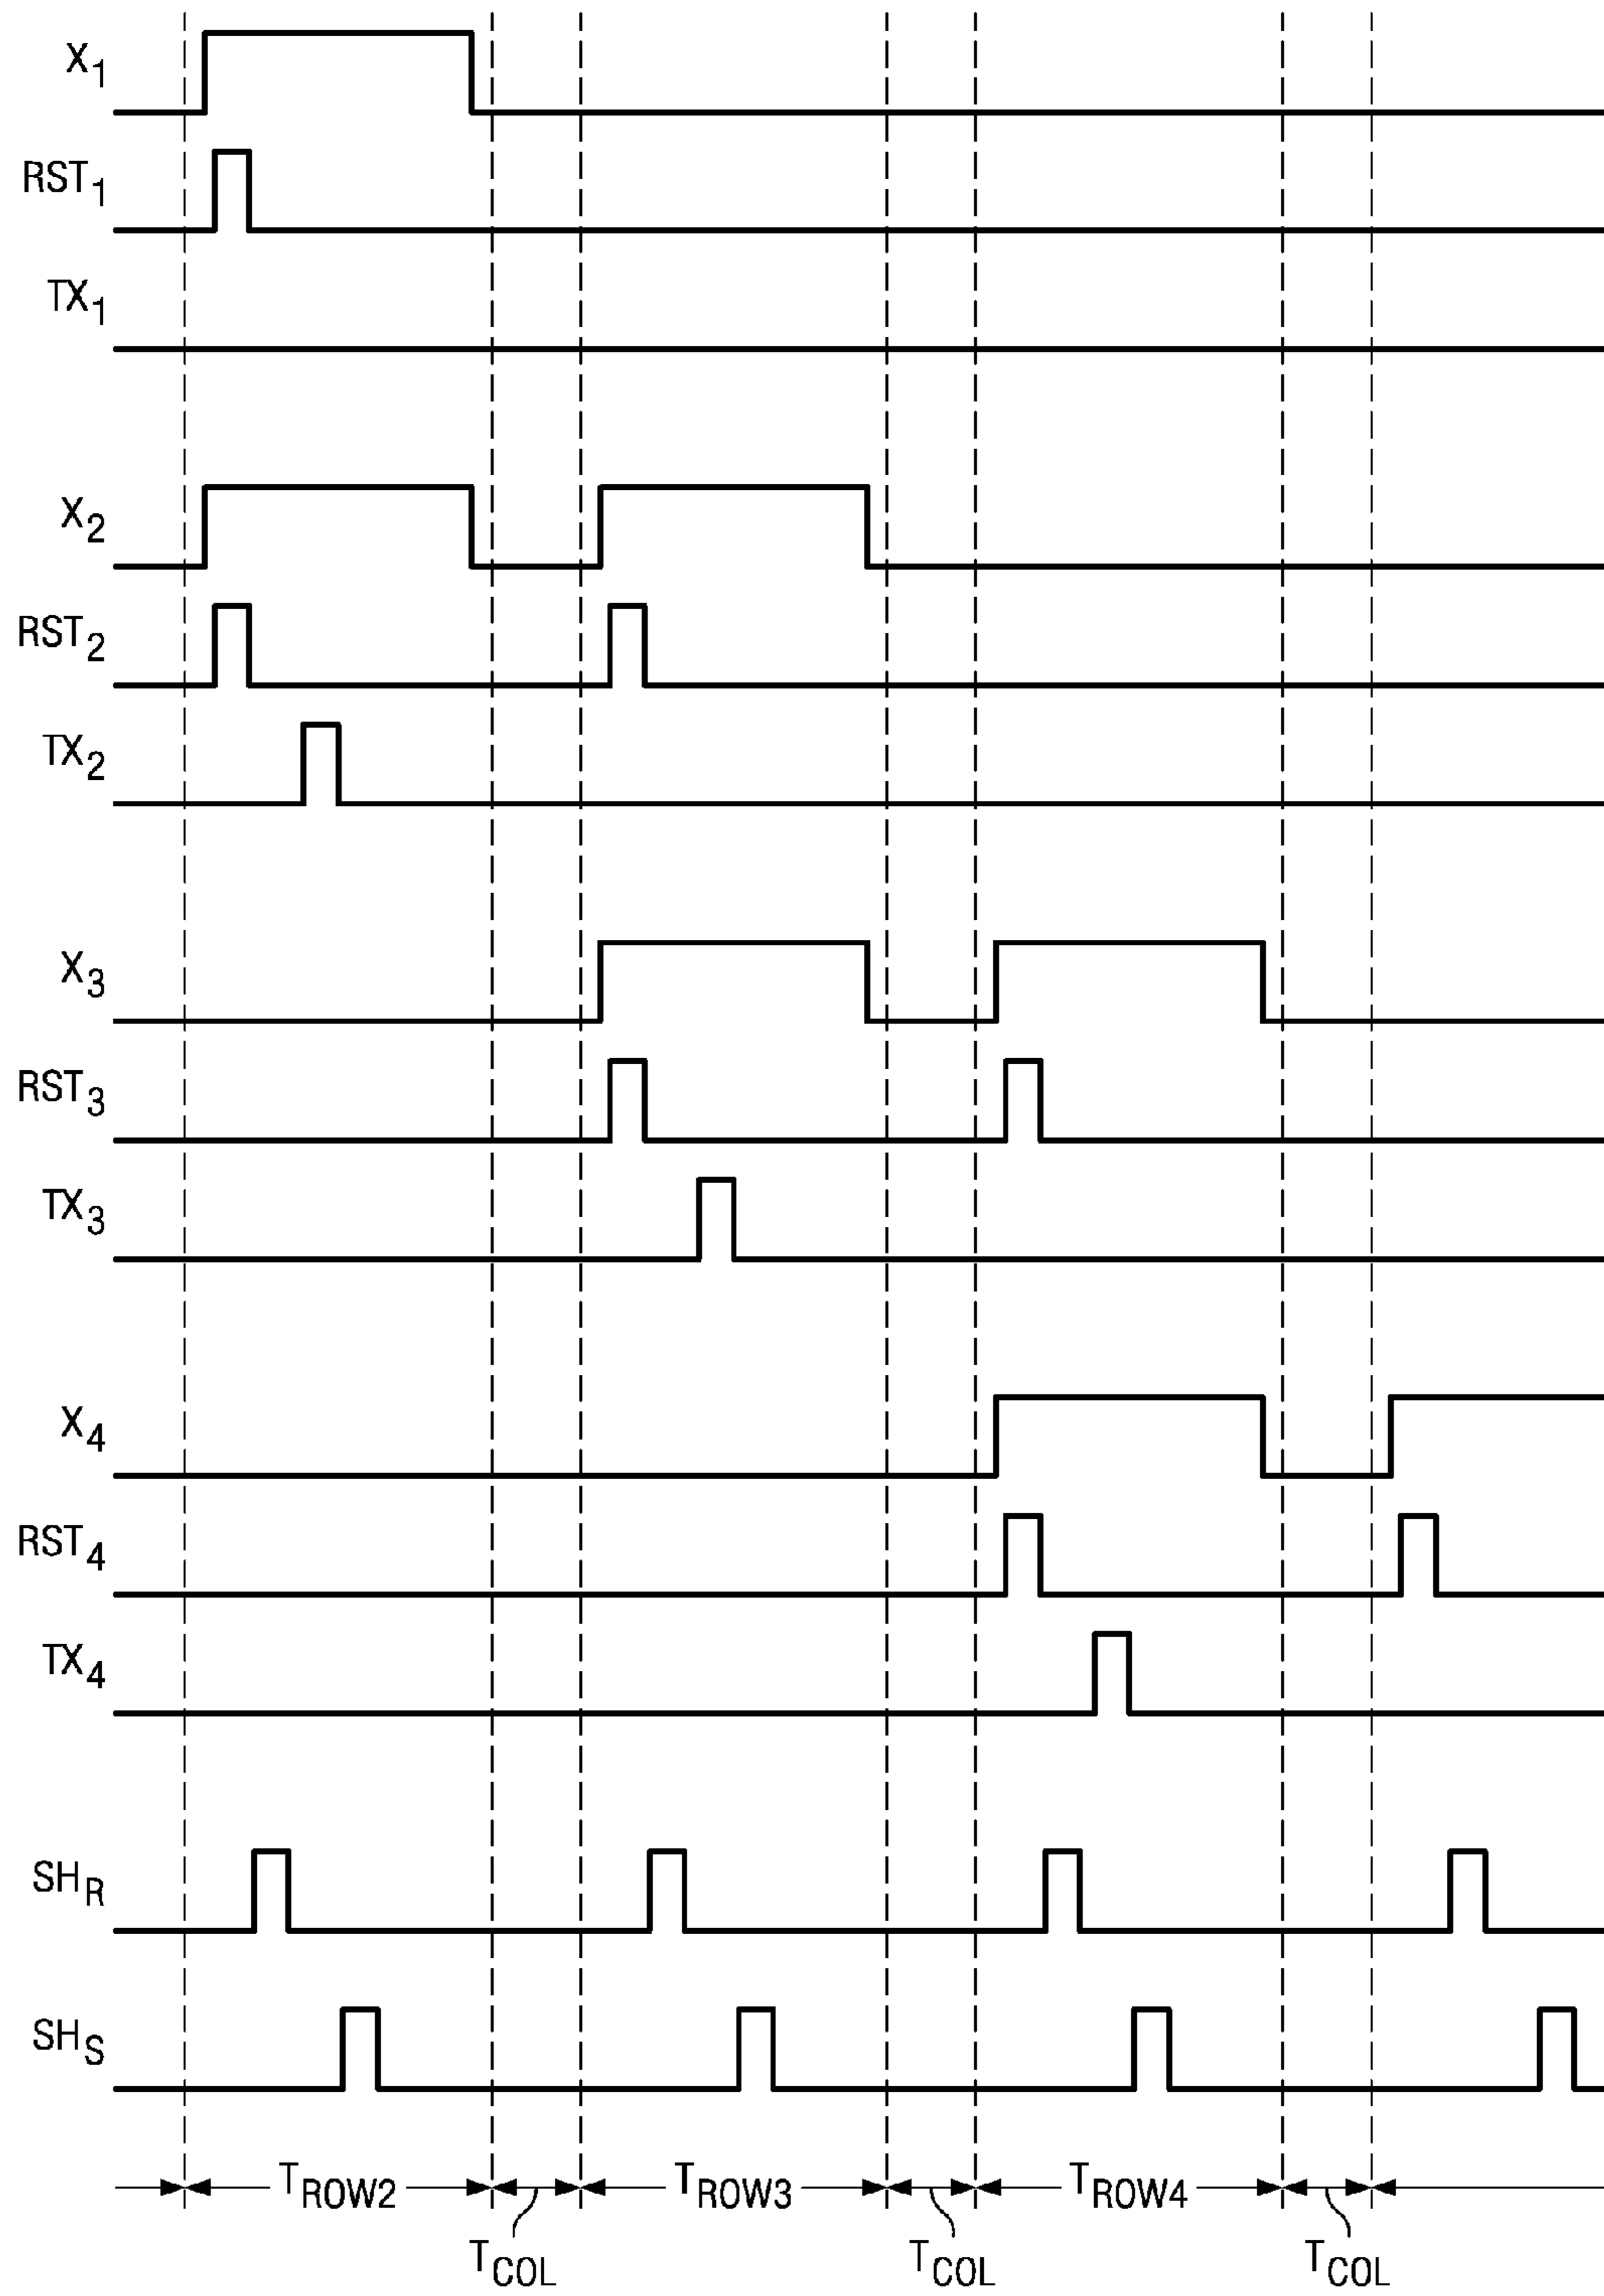 X1
RST1
TX1
X2
RST2
TX2
X3
RST3
TX3
X4
RST4
TX4
SHR
SHS
TROW2 TROW3 TROW4
TCOL TCOL TCOL